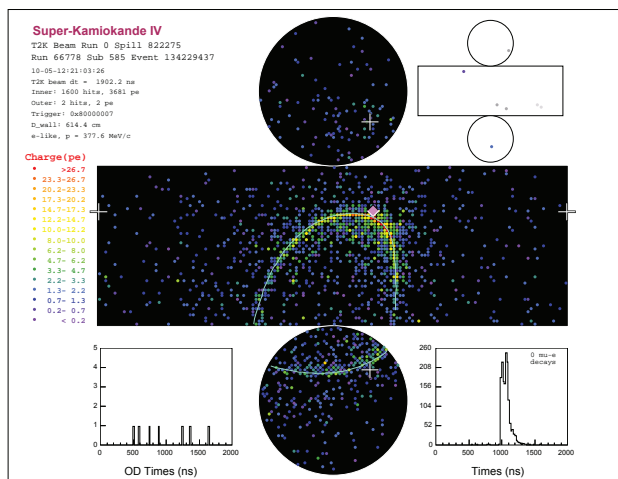 Super-Kamiokande IV
T2K Beam Run 0 Spill 822275
Run 66778 Sub 585 Event 134229437
10-05-12:21:03:26
T2K beam dt = 1902.2 ns
Inner: 1600 hits, 3681 pe
Outer: 2 hits, 2 pe
Trigger: 0x80000007
D_wall: 614.4 cm
e-like, p = 377.6 MeV/c
Charge(pe)
>26.7
23.3-26.7
20.2-23.3
17.3-20.2
14.7-17.3
12.2-14.7
10.0-12.2
8.0-10.0
6.2- 8.0
4.7- 6.2
3.3- 4.7
2.2- 3.3
1.3- 2.2
0.7- 1.3
0.2- 0.7
< 0.2
5
4
3
2
1
0
0 500 1000 1500 2000
OD Times (ns)
0 mu-e
decays
260
208
156
104
52
0
0 500 1000 1500 2000
Times (ns)